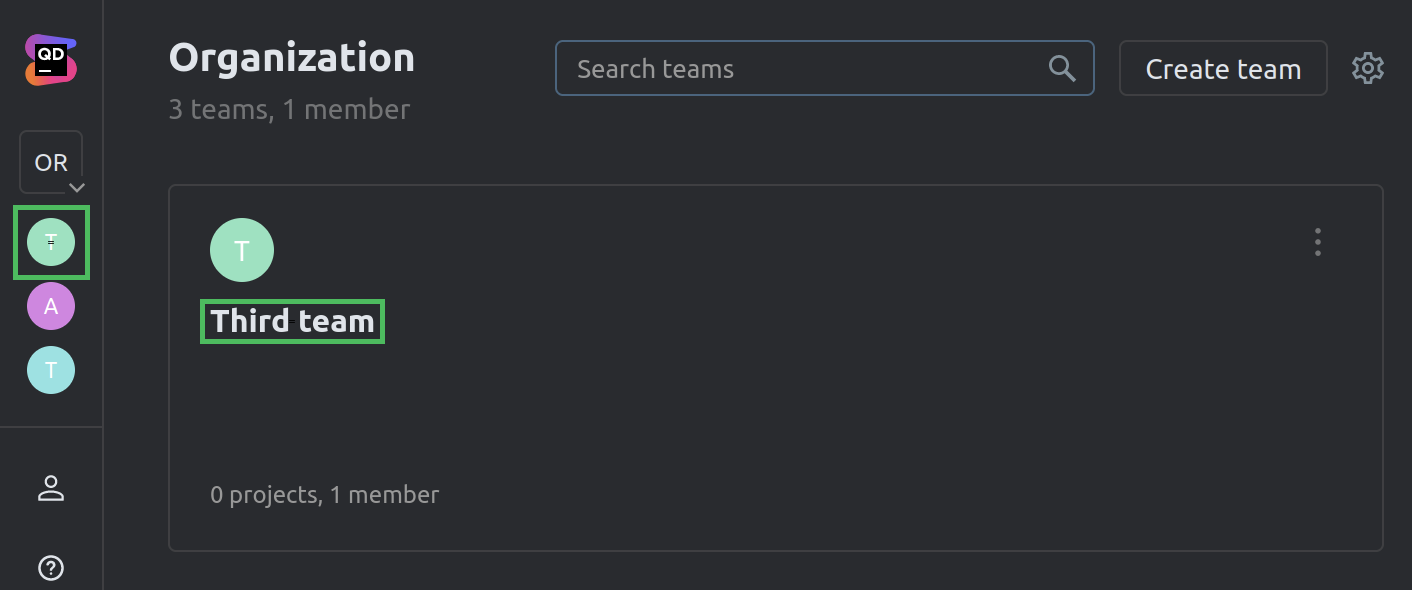 QD
Organization
3 teams, 1 member
Search teams
Create team
OR
T
A
T
T
Third team
0 projects, 1 member
?